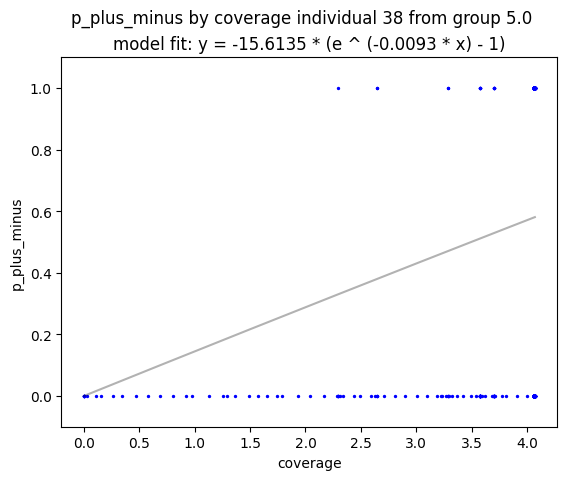 p_plus_minus by coverage individual 38 from group 5.0
model fit: y = -15.6135 * (e ^ (-0.0093 * x) - 1)
1.0
0.8
0.6
0.4
0.2
0.0
p_plus_minus
0.0 0.5 1.0 1.5 2.0 2.5 3.0 3.5 4.0
coverage